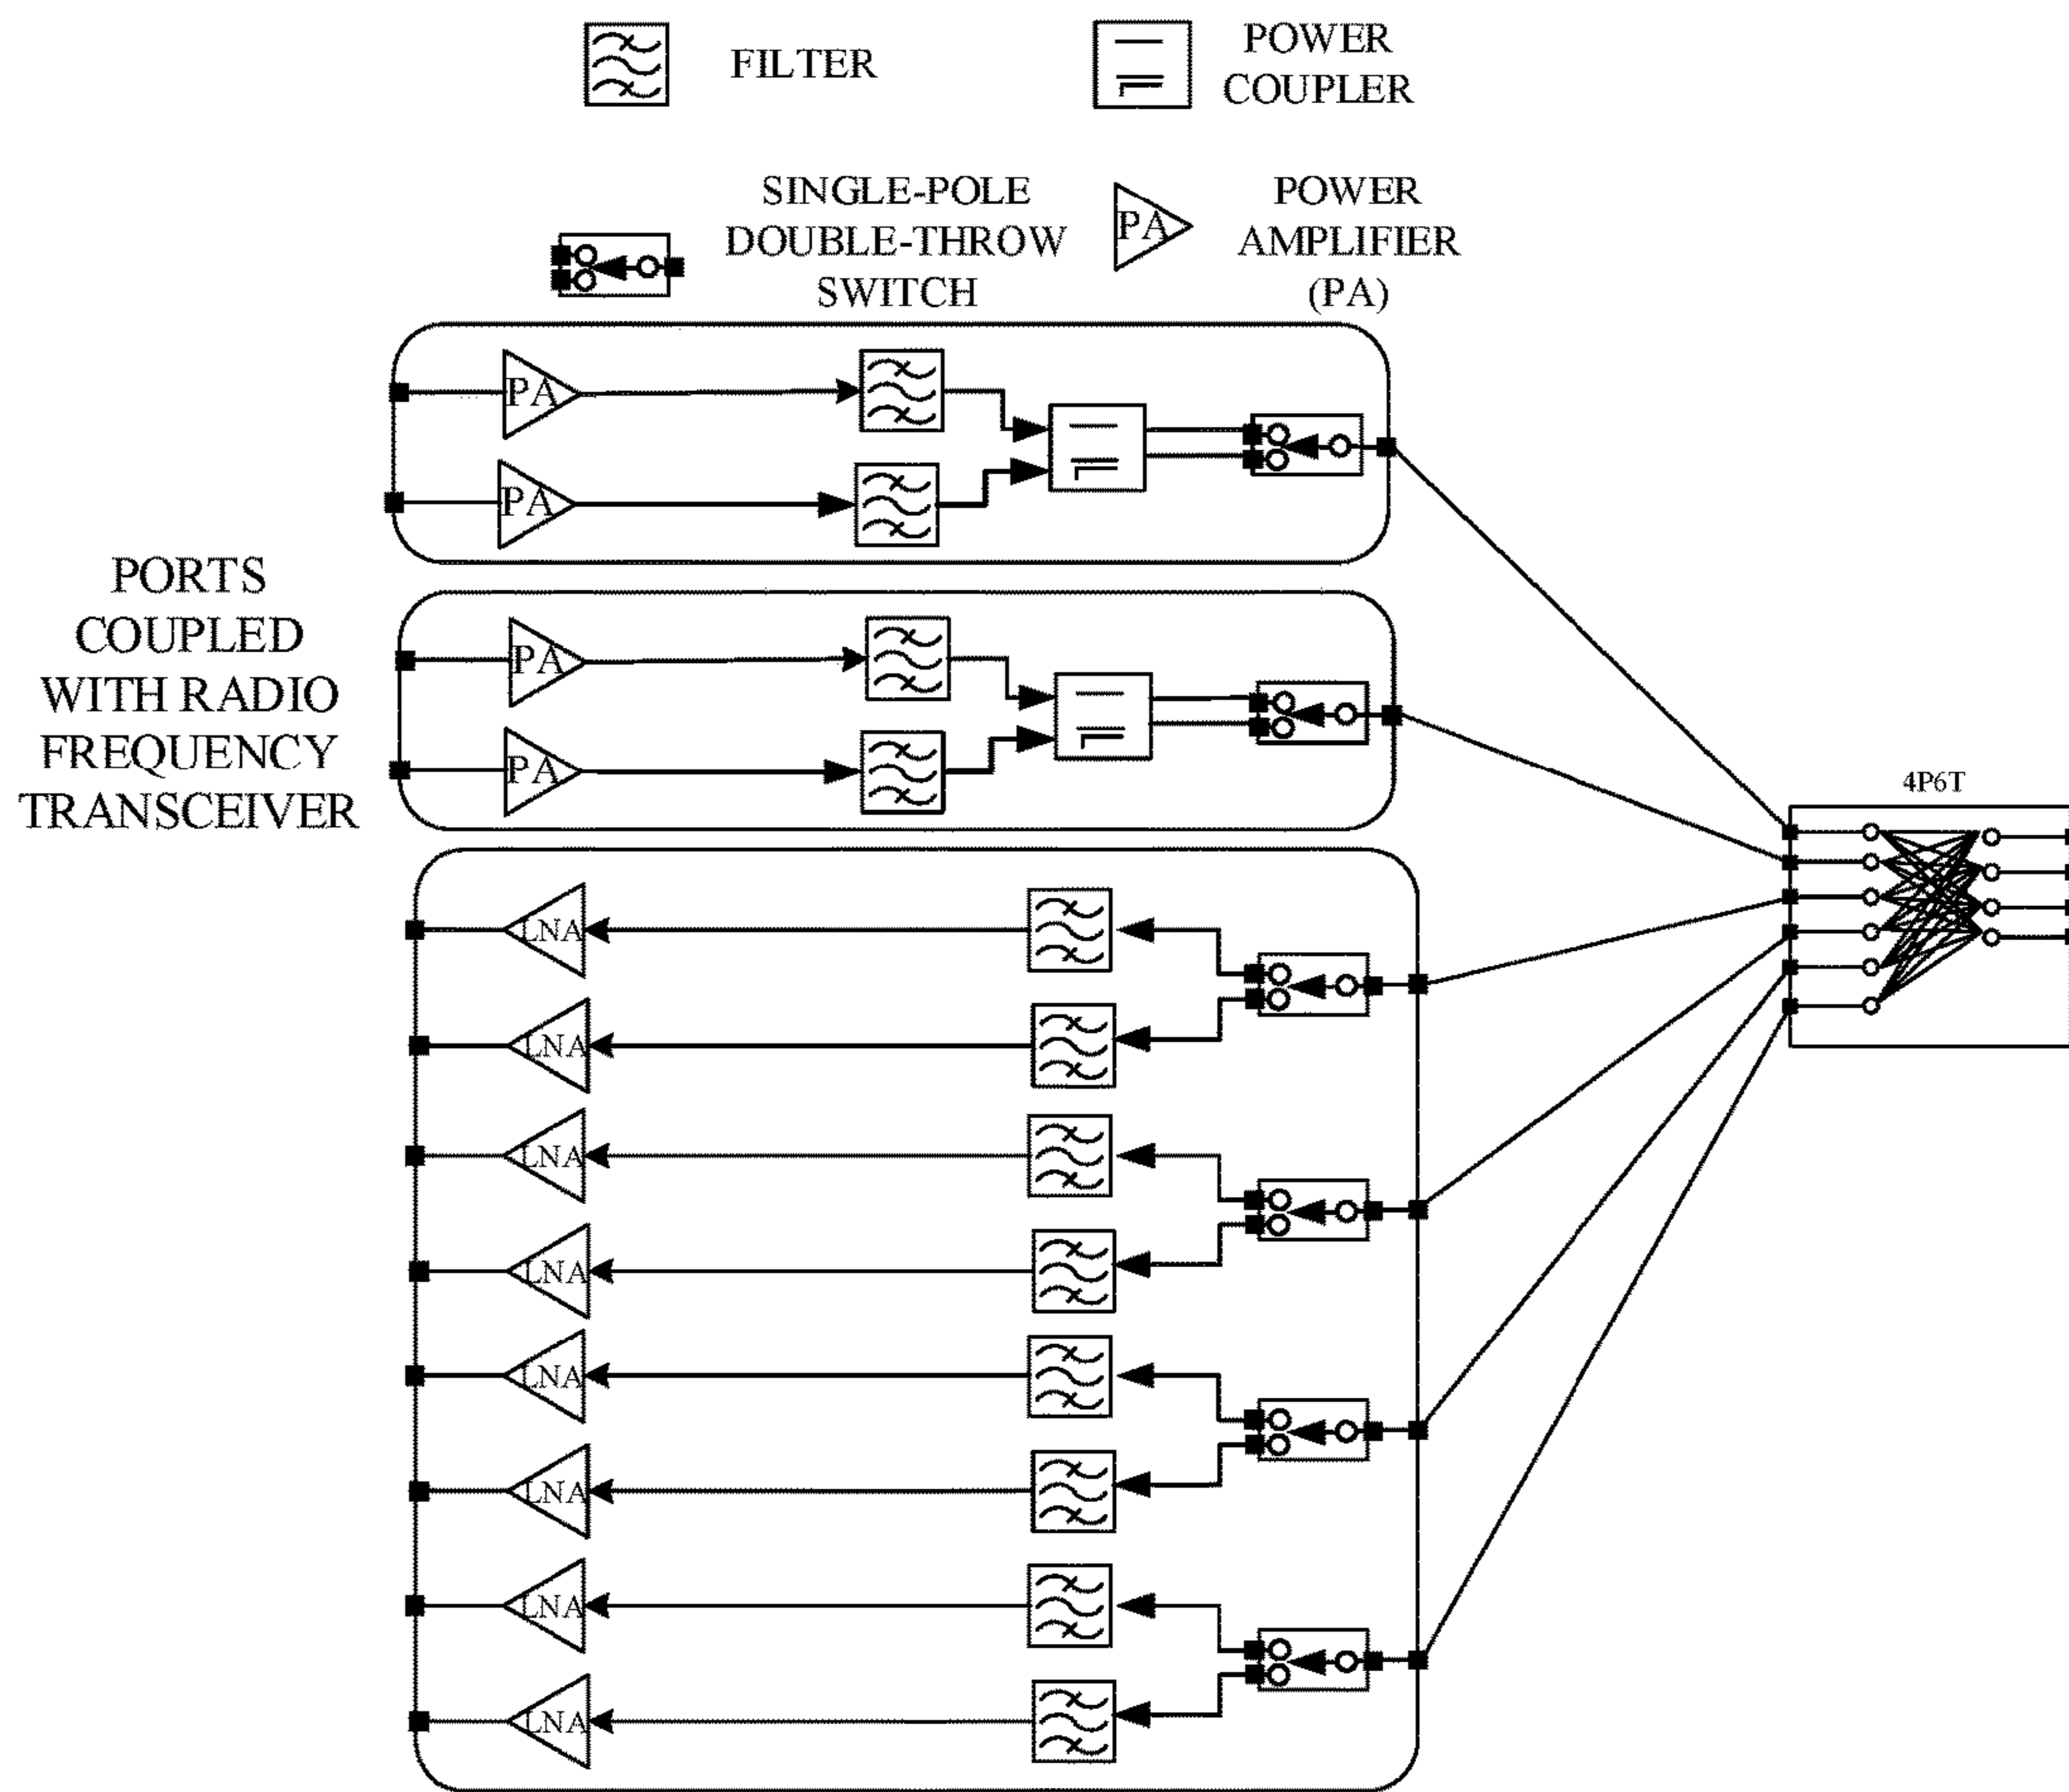 FILTER
POWER
COUPLER
SINGLE-POLE
DOUBLE-THROW
SWITCH
PA
POWER
AMPLIFIER
(PA)
PA
PA
PORTS
COUPLED
WITH RADIO
FREQUENCY
TRANSCEIVER
PA
PA
4P6T
LNA
LNA
LNA
LNA
LNA
LNA
LNA
LNA